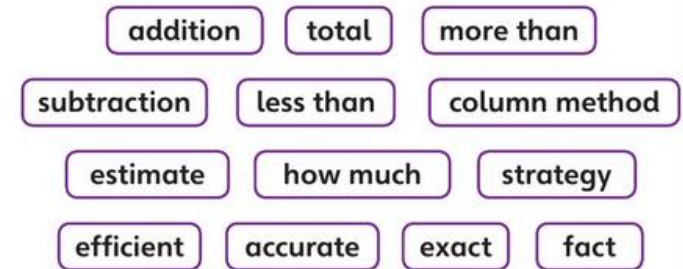 addition total more than
subtraction less than column method
estimate how much strategy
efficient accurate exact fact